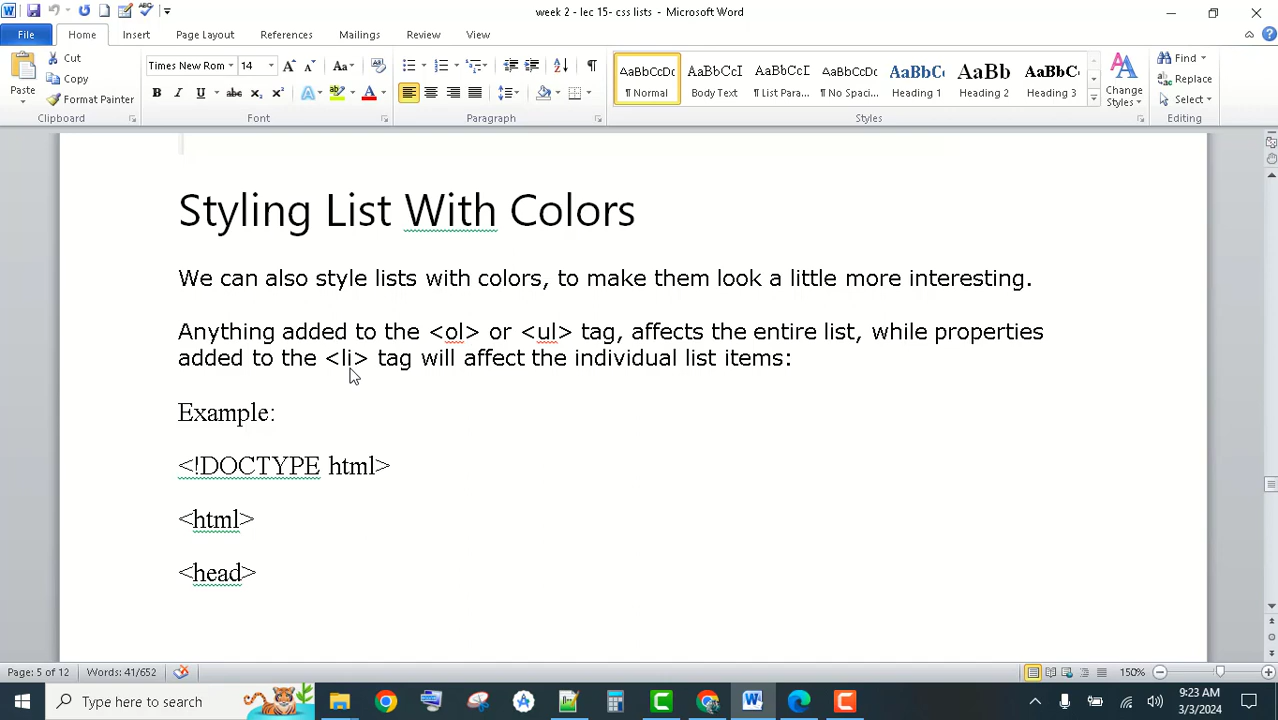 week 2 - lec 15- css lists - Microsoft Word
File Home Insert Page Layout References Mailings Review View
Paste
Cut
Copy
Format Painter
Clipboard
Times New Rom 14
Font
Paragraph
AaBbCcDc AaBbCcI AaBbCcI AaBbCcDc AaBbC AaBb AaBbC
¶ Normal Body Text ¶ List Para... ¶ No Spaci... Heading 1 Heading 2 Heading 3
Change
Styles
Styles
Find
Replace
Select
Editing
Styling List With Colors
We can also style lists with colors, to make them look a little more interesting.
Anything added to the <ol> or <ul> tag, affects the entire list, while properties
added to the <li> tag will affect the individual list items:
Example:
<!DOCTYPE html>
<html>
<head>
Page: 5 of 12 Words: 41/652 150%
Type here to search
9:23 AM
3/3/2024